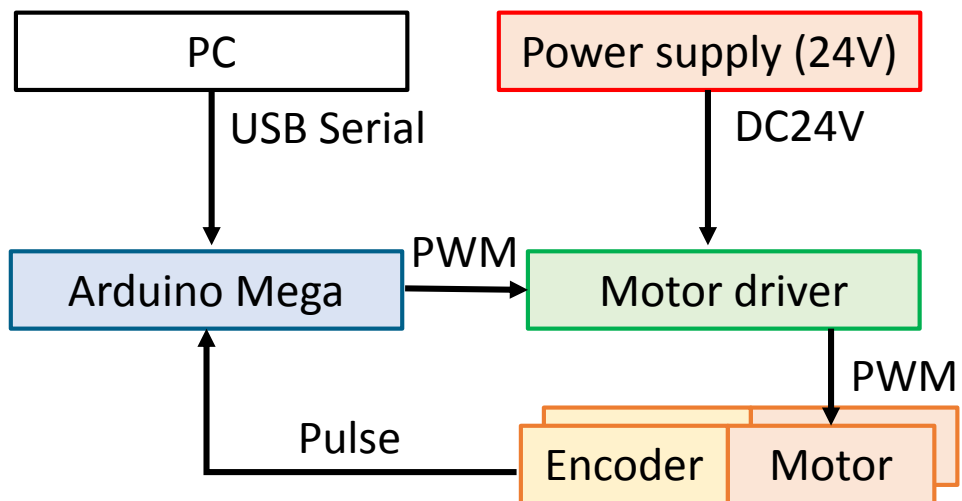 PC
Power supply (24V)
USB Serial
DC24V
Arduino Mega
PWM
Motor driver
PWM
Pulse
Encoder
Motor